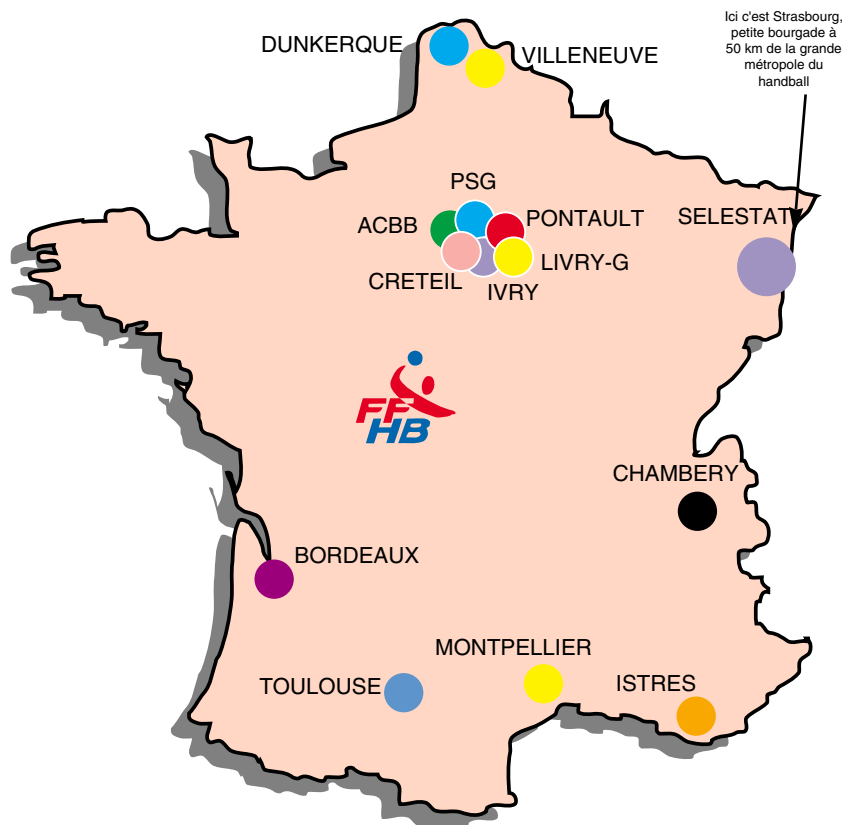 Ici c'est Strasbourg,
petite bourgade à
50 km de la grande
métropole du
handball
DUNKERQUE
VILLENEUVE
PSG
ACBB
PONTAULT
SELESTAT
LIVRY-G
CRETEIL
IVRY
FF
HB
CHAMBERY
BORDEAUX
MONTPELLIER
TOULOUSE
ISTRES